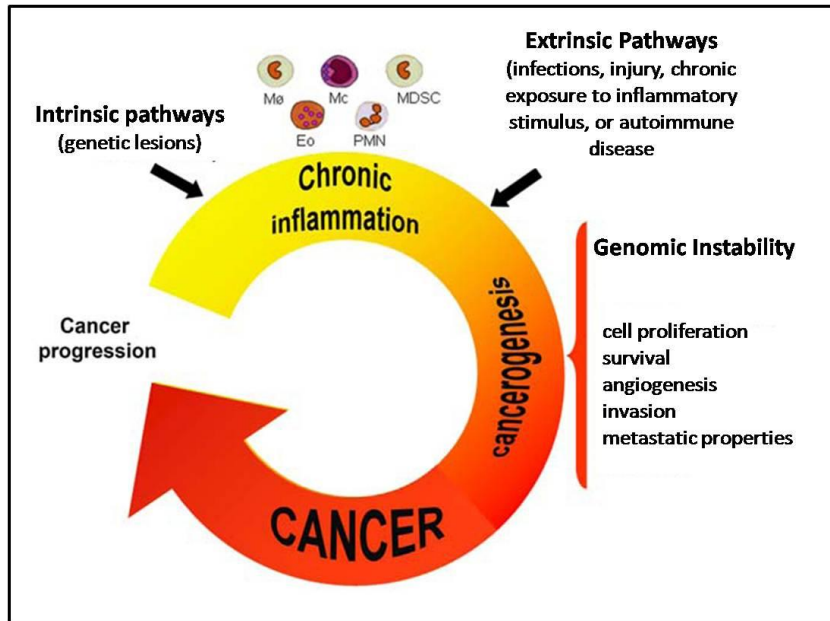 Extrinsic Pathways
(infections, injury, chronic
exposure to inflammatory
stimulus, or autoimmune
disease
Mø
Mc
MDSC
Eo
PMN
Intrinsic pathways
(genetic lesions)
Chronic
inflammation
cancerogenesis
Genomic Instability
cell proliferation
survival
angiogenesis
invasion
metastatic properties
Cancer
progression
CANCER